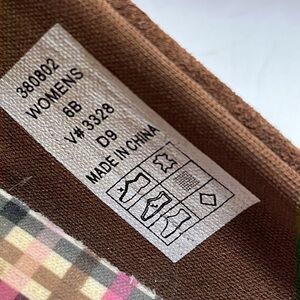 380802
WOMENS
6B
V# 3328
D9
MADE IN CHINA